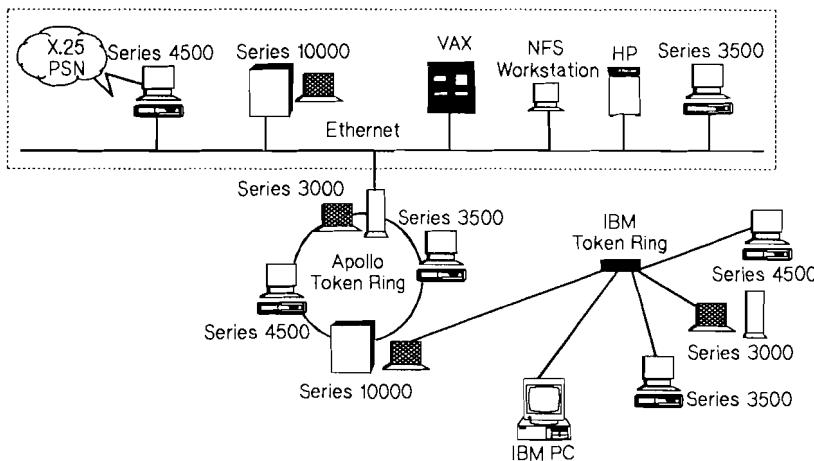 X.25
PSN
Series 4500
Series 10000
VAX
NFS
Workstation
HP
Series 3500
Ethernet
Series 3000
Series 3500
Apollo
Token Ring
Series 4500
Series 10000
IBM
Token Ring
Series 4500
Series 3000
Series 3500
IBM PC